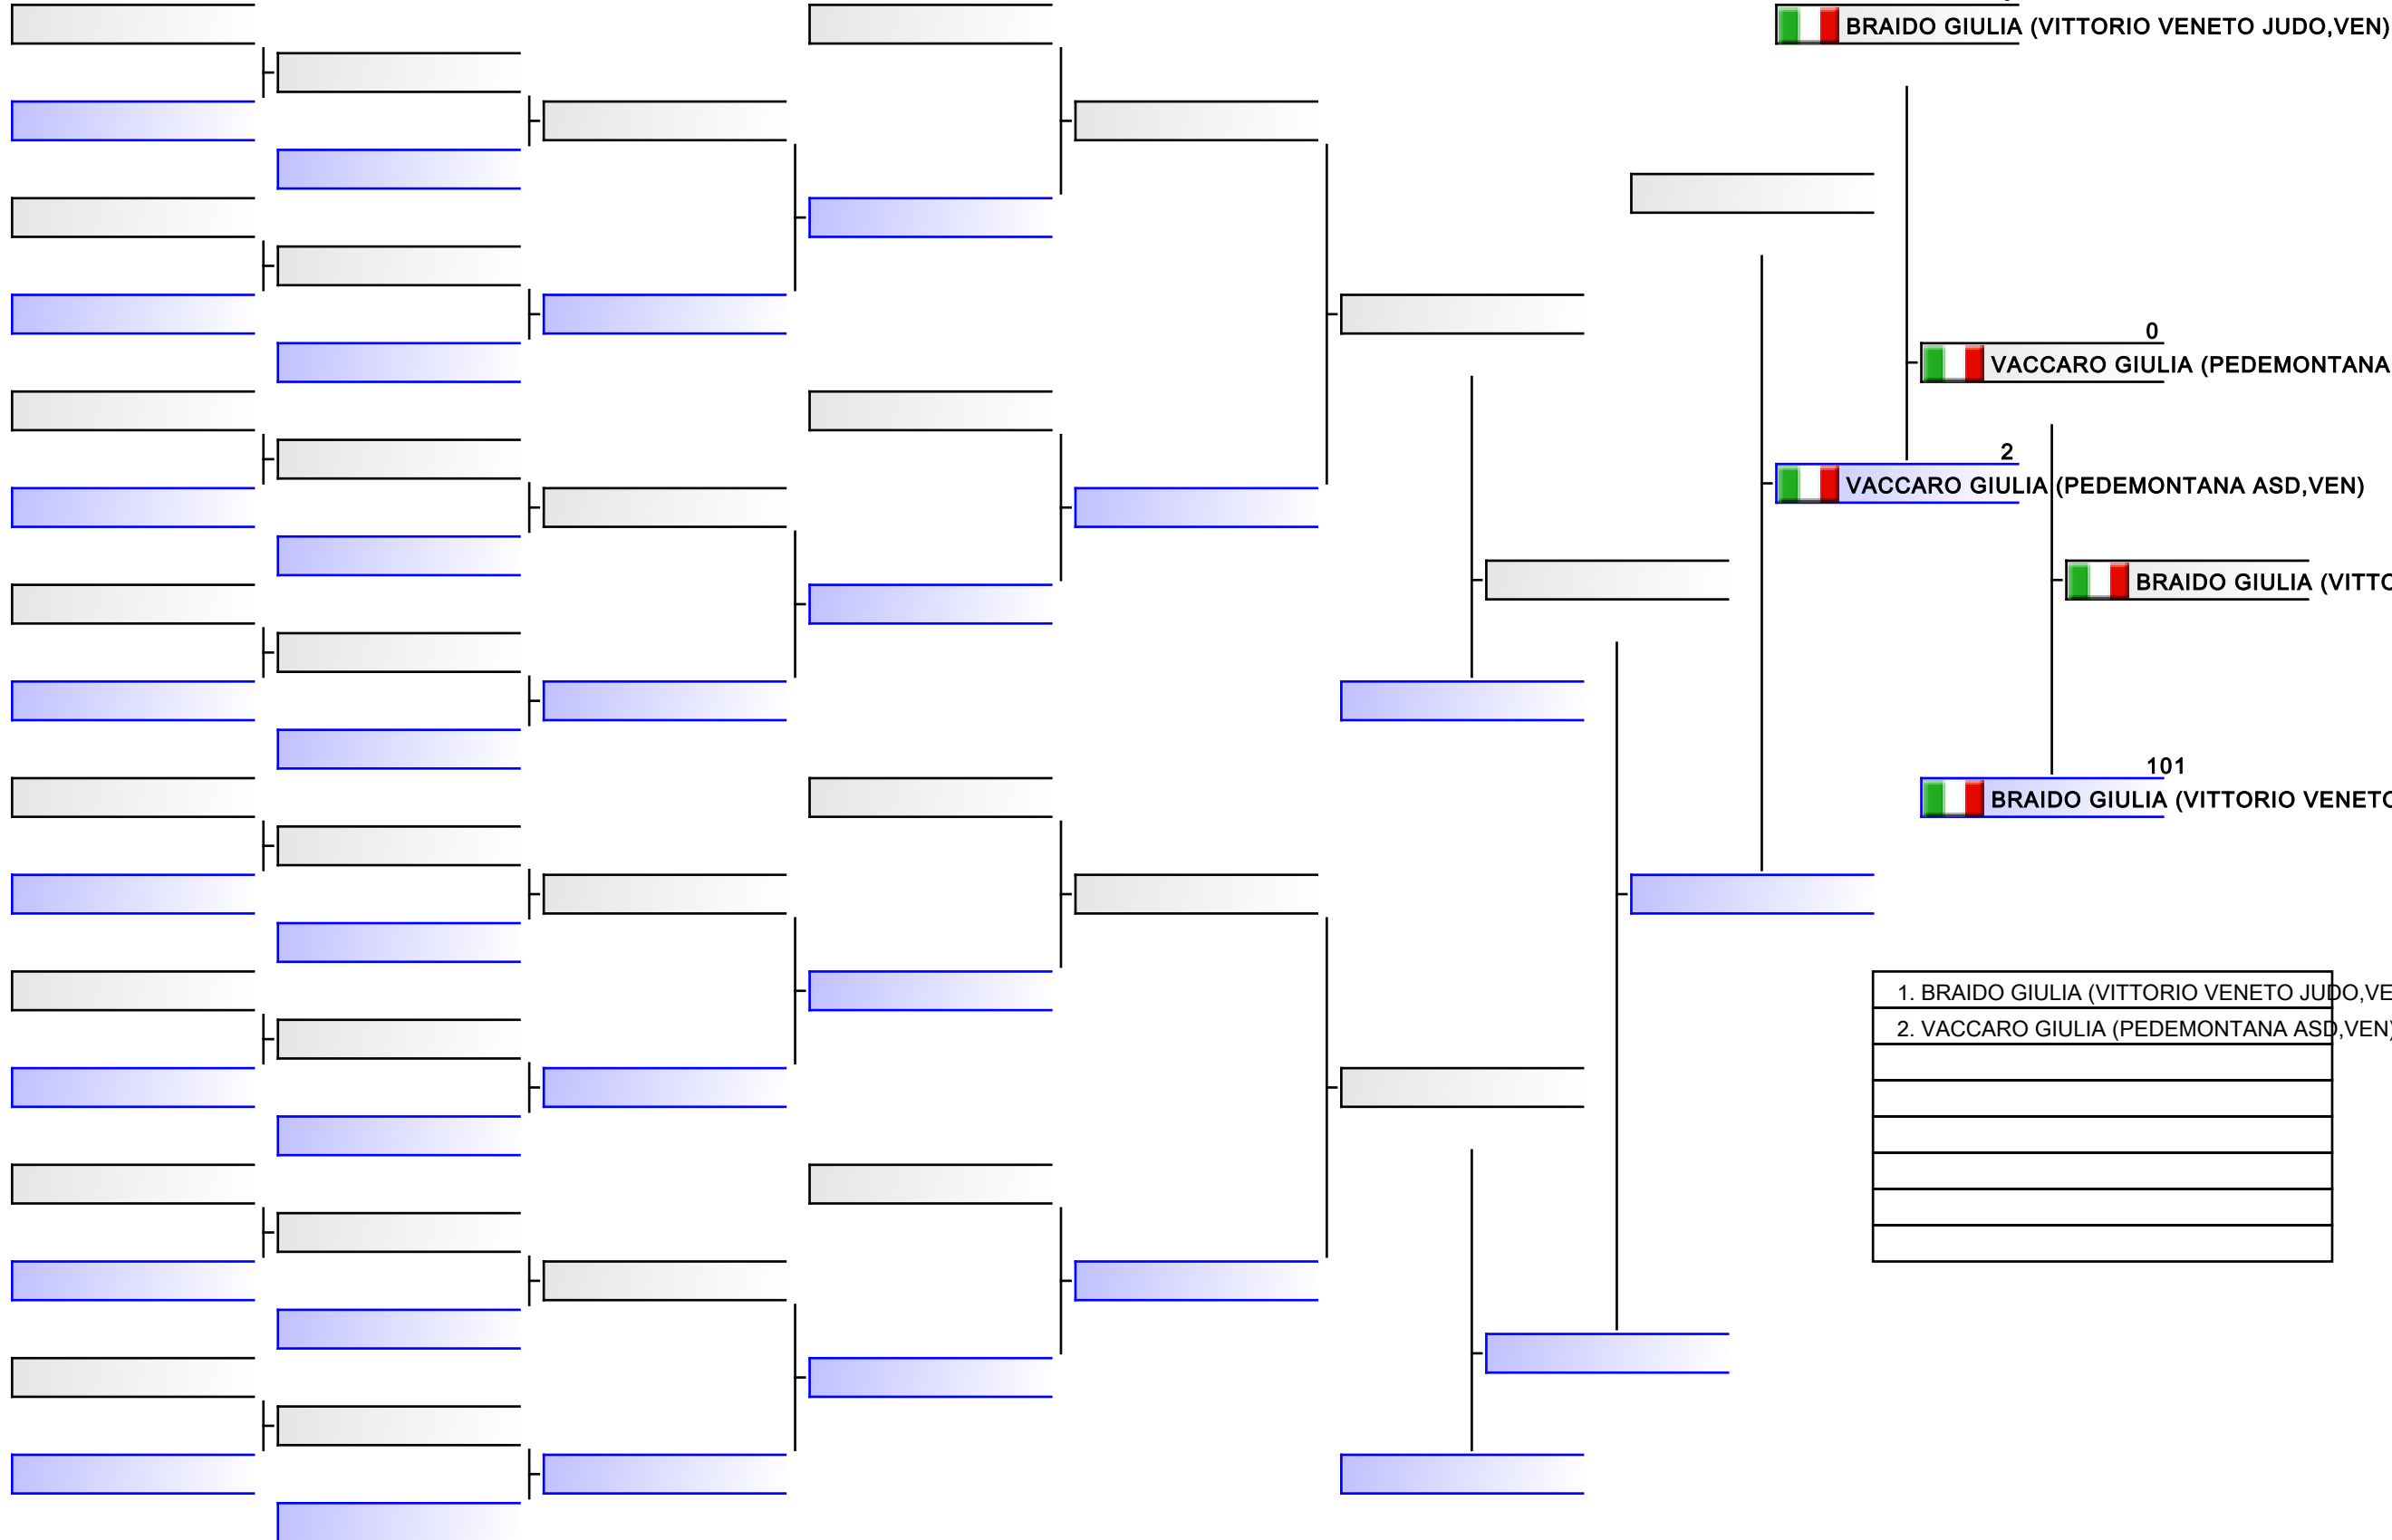 BRAIDO GIULIA (VITTORIO VENETO JUDO,VEN)
0
VACCARO GIULIA (PEDEMONTANA
2
VACCARO GIULIA (PEDEMONTANA ASD,VEN)
BRAIDO GIULIA (VITTO
101
BRAIDO GIULIA (VITTORIO VENETO
1. BRAIDO GIULIA (VITTORIO VENETO JUDO,VE
2. VACCARO GIULIA (PEDEMONTANA ASD,VEN)